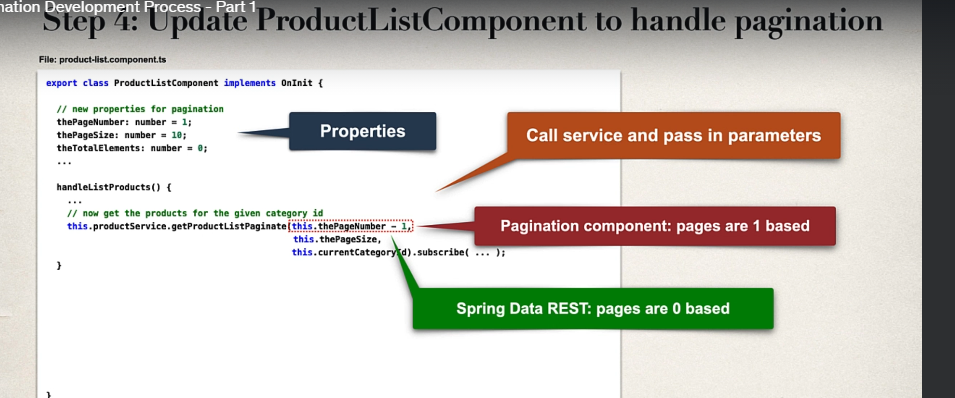 nation Development Process - Part 1
Step 4: Update ProductListComponent to handle pagination
File: product-list.component.ts
export class ProductListComponent implements OnInit {
// new properties for pagination
thePageNumber: number = 1;
thePageSize: number = 10;
theTotalElements: number = 0;
...
Properties
Call service and pass in parameters
handleListProducts() {
...
// now get the products for the given category id
this.productService.getProductListPaginate(this.thePageNumber - 1,
this.thePageSize,
this.currentCategoryId).subscribe( ... );
}
Pagination component: pages are 1 based
Spring Data REST: pages are 0 based
}